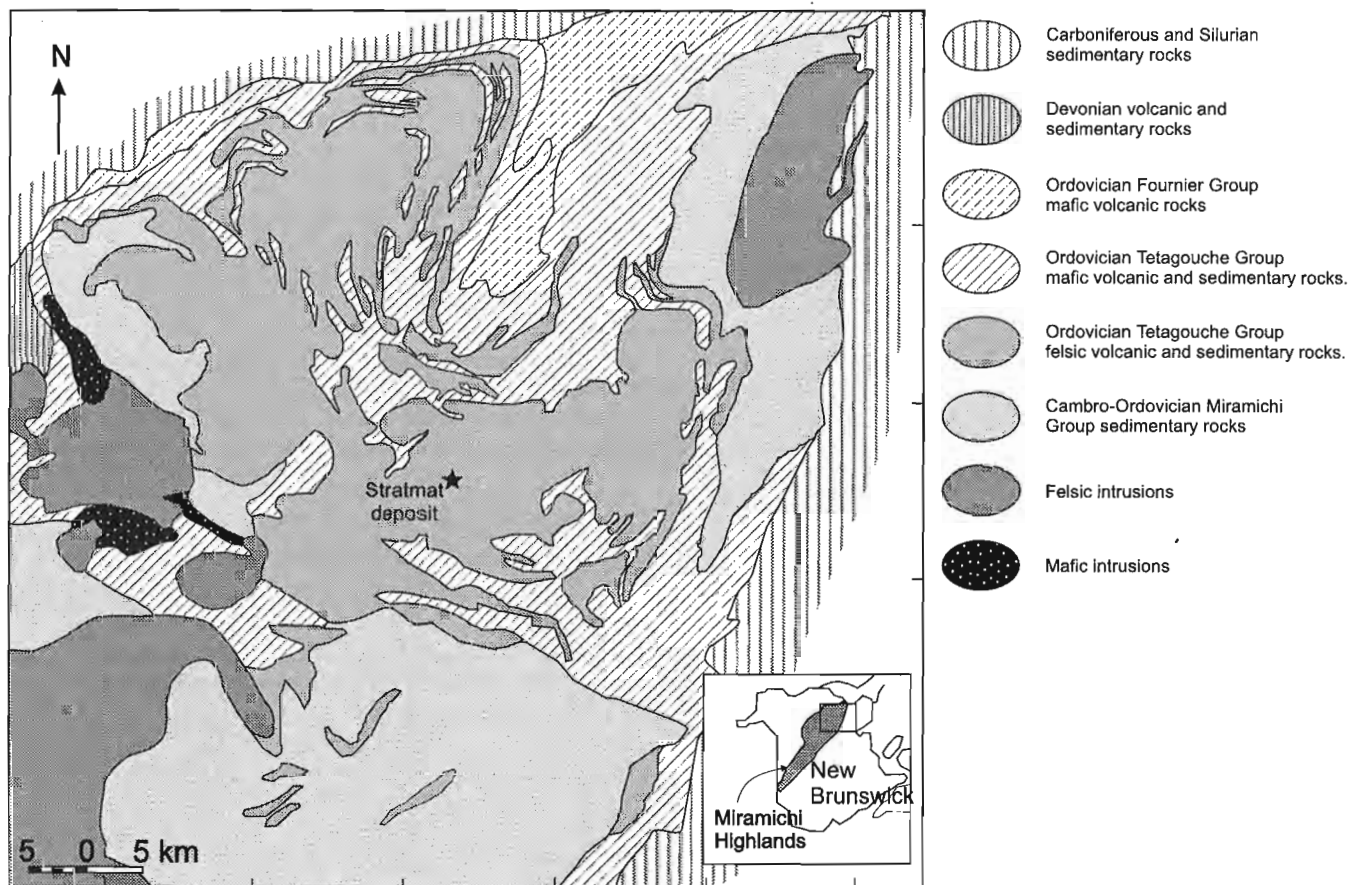 N
Stratmat
deposit
5 0 5 km
New
Brunswick
Miramichi
Highlands
Carboniferous and Silurian
sedimentary rocks
Devonian volcanic and
sedimentary rocks
Ordovician Fournier Group
mafic volcanic rocks
Ordovician Tetagouche Group
mafic volcanic and sedimentary rocks.
Ordovician Tetagouche Group
felsic volcanic and sedimentary rocks.
Cambro-Ordovician Miramichi
Group sedimentary rocks
Felsic intrusions
Mafic intrusions